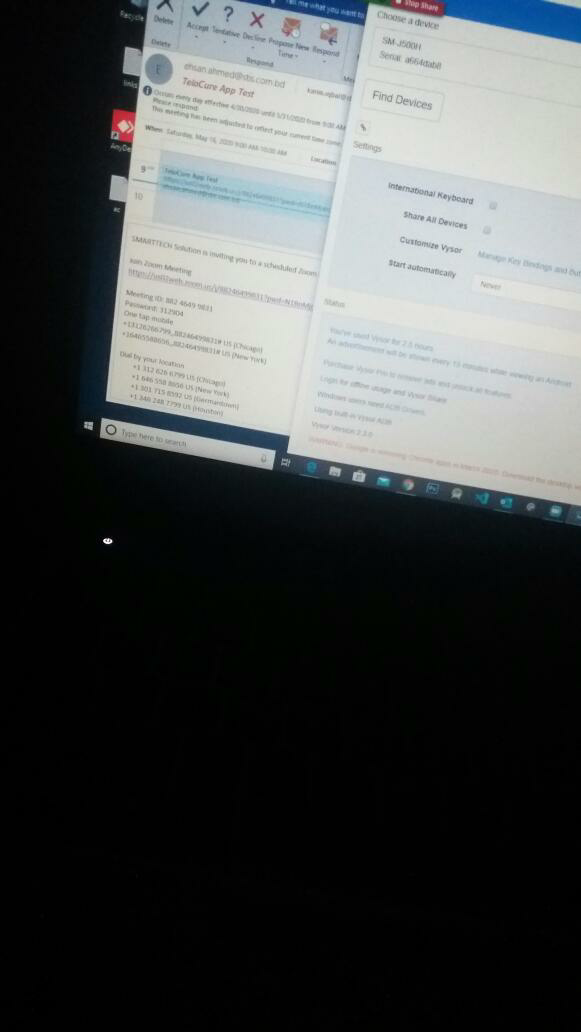 Recycle
links
AnyDe
ac
Tell me what you want to
Delete
Accept
Tentative
Decline
Propose New
Time
Respond
Delete
Respond
E
ehsan.ahmed@sbs.com.bd
TeloCure App Test
Occurs every day effective 4/30/2020 until 5/31/2020 from 9:00 AM
Please respond.
This meeting has been adjusted to reflect your current time zone.
When Saturday, May 16, 2020 9:00 AM-10:00 AM
Location
9
TeloCure App Test
10
SMARTTECH Solution is inviting you to a scheduled Zoom
Join Zoom Meeting
Meeting ID: 882 4649 9831
Password: 312904
One tap mobile
+13126266799,,88246499831# US (Chicago)
+16465588656,,88246499831# US (New York)
Dial by your location
+1 312 626 6799 US (Chicago)
+1 646 558 8656 US (New York)
+1 301 715 8592 US (Germantown)
+1 346 248 7799 US (Houston)
Type here to search
Stop Share
Choose a device
SM-J500H
Serial: a664dab8
Find Devices
Settings
International Keyboard
Share All Devices
Customize Vysor
Manage Key Bindings and But
Start automatically
Never
Status
You've used Vysor for 2.5 hours.
An advertisement will be shown every 15 minutes while viewing an Android
Purchase Vysor Pro to remove ads and unlock all features.
Login for offline usage and Vysor Share
Windows users need ADB Drivers.
Using built-in Vysor ADB
Vysor Version 2.2.0
WARNING: Google is removing Chrome apps in March 2020. Download the desktop